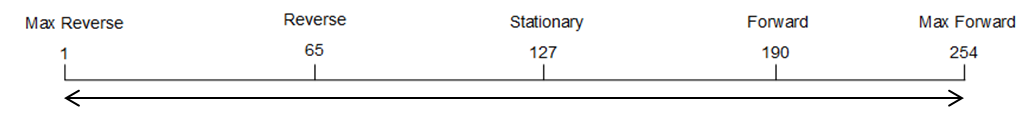 Max Reverse Reverse Stationary Forward Max Forward
1 65 127 190 254